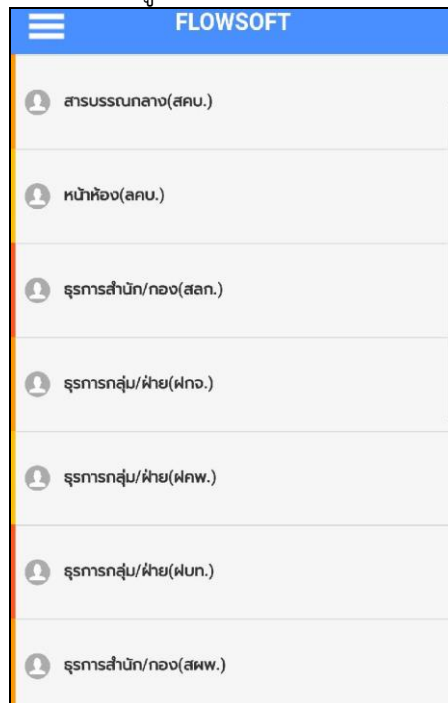 FLOWSOFT
สารบรรณกลาง(สคบ.)
หน้าห้อง(ลคบ.)
ธุรการสำนัก/กอง(สลก.)
ธุรการกลุ่ม/ฝ่าย(ฝกจ.)
ธุรการกลุ่ม/ฝ่าย(ฝคพ.)
ธุรการกลุ่ม/ฝ่าย(ฝบท.)
ธุรการสำนัก/กอง(สผพ.)